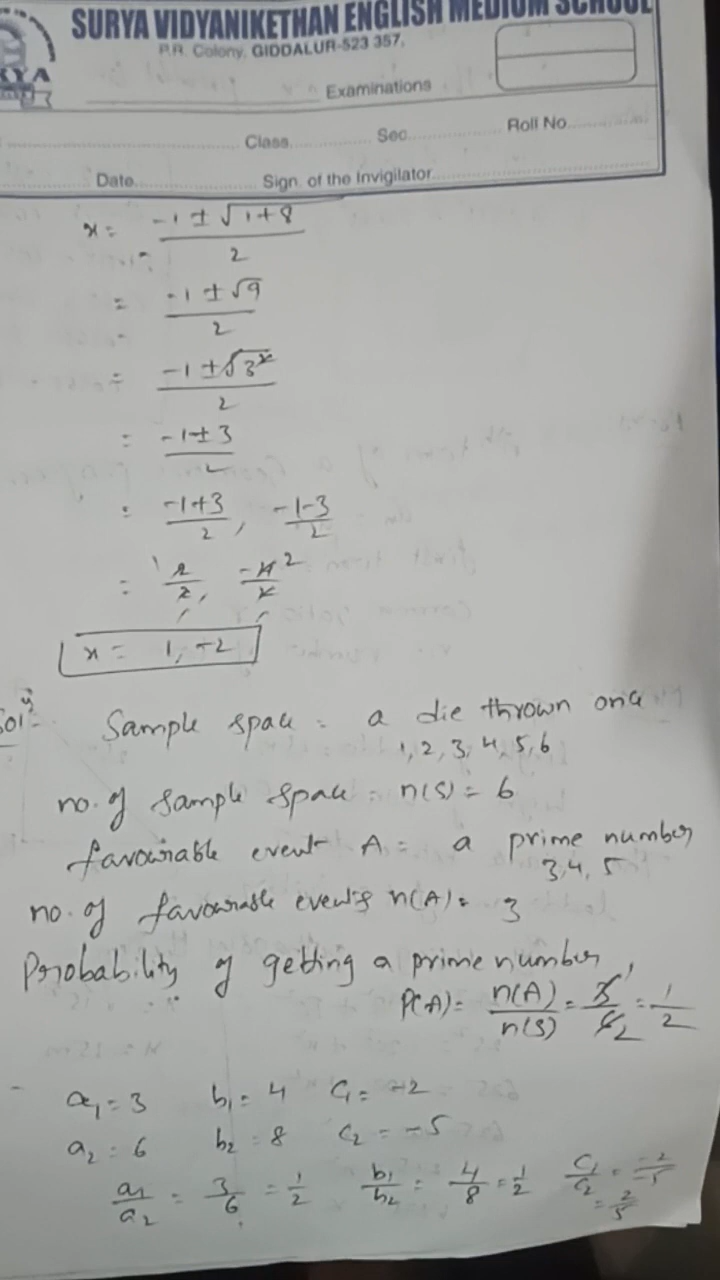 SURYA VIDYANIKETHAN ENGLISH MEDIUM SCHOOL
P.R. Colony, GIDDALUR-523 357.
Examinations
Class Sec Roll No
Date Sign. of the Invigilator
x = -1 ± √1+8 / 2
= -1 ± √9 / 2
= -1 ± √3² / 2
= -1 ± 3 / 2
= -1+3 / 2 , -1-3 / 2
= 2/2, -4/2
x = 1, -2
Sample space = a die thrown once
1, 2, 3, 4, 5, 6
no. of sample space = n(S) = 6
favourable event A = a prime number
3, 4, 5
no. of favourable events n(A) = 3
Probability of getting a prime number
P(A) = n(A)/n(S) = 3/6 = 1/2
a₁ = 3 b₁ = 4 c₁ = -2
a₂ = 6 b₂ = 8 c₂ = -5
a₁/a₂ = 3/6 = 1/2 b₁/b₂ = 4/8 = 1/2 c₁/c₂ = -2/-5
= 2/5